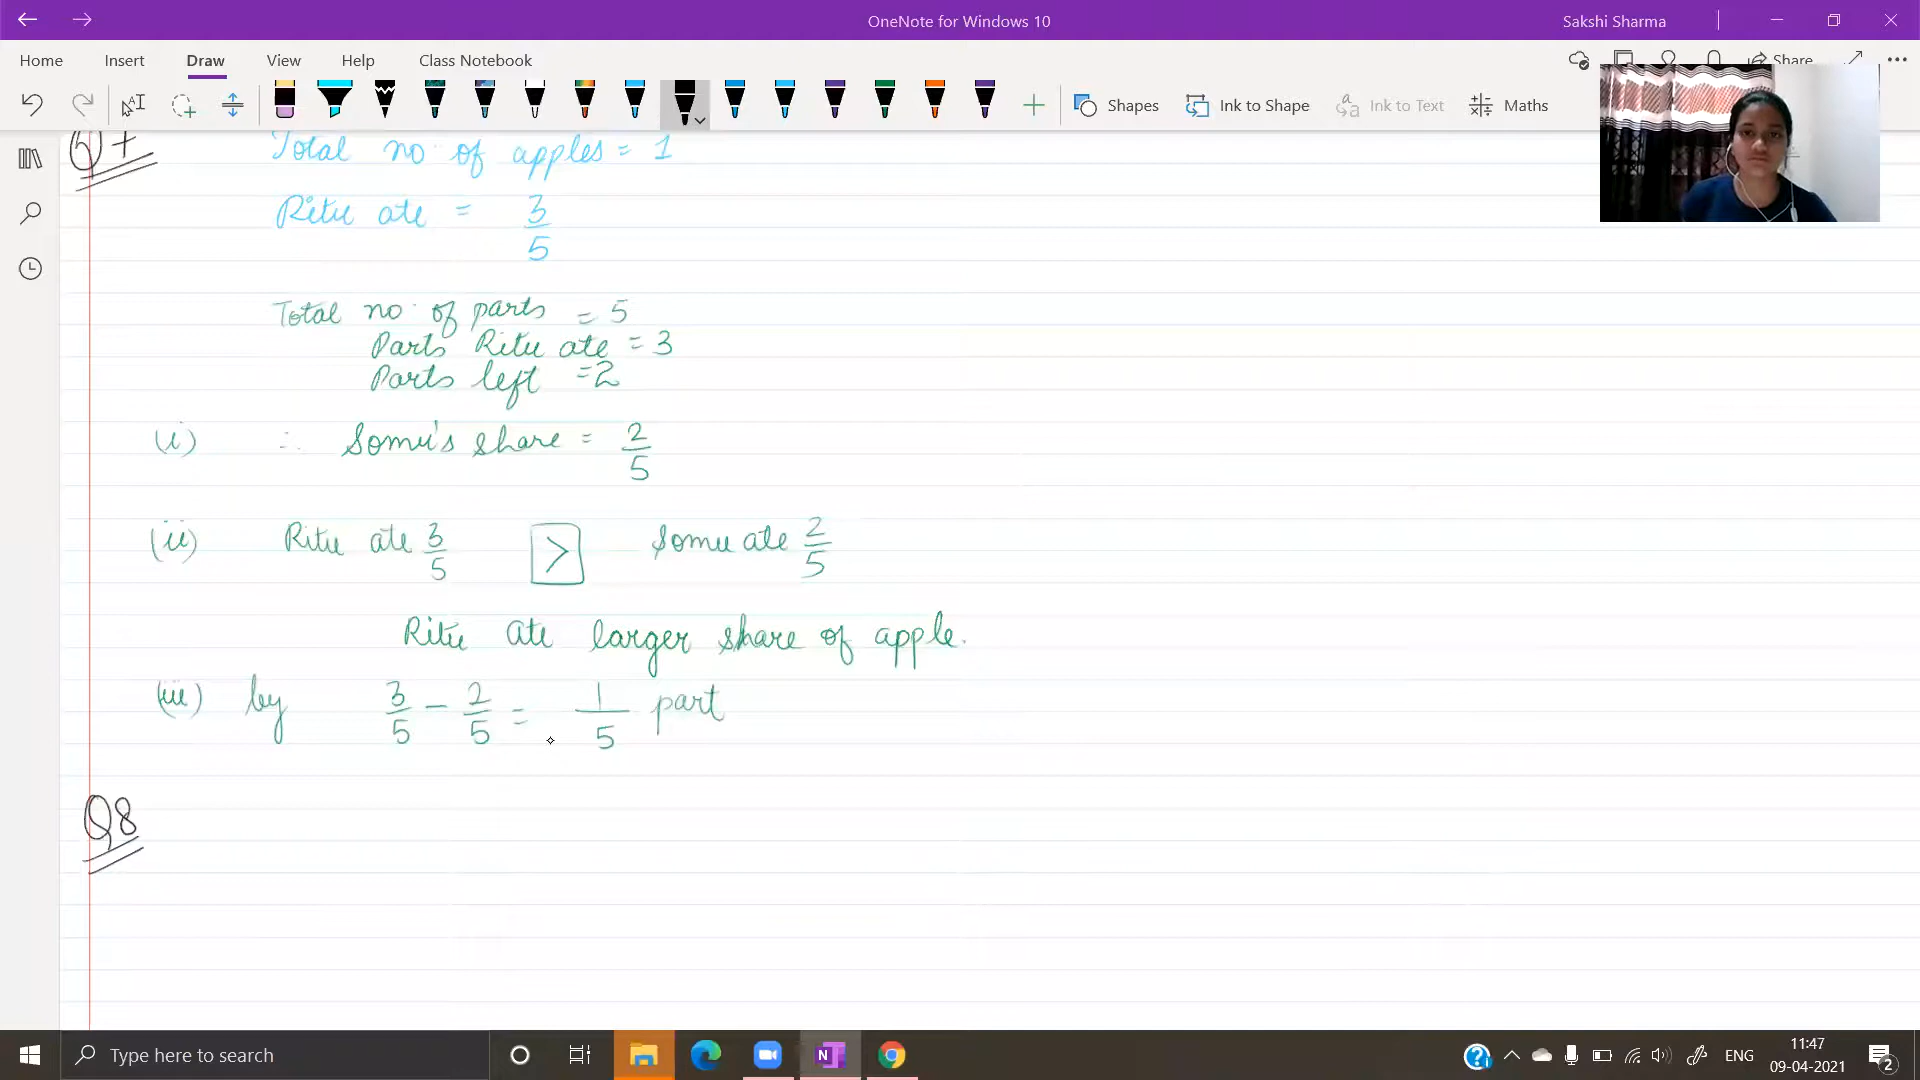 OneNote for Windows 10
Sakshi Sharma
Home Insert Draw View Help Class Notebook
Share
Shapes Ink to Shape Ink to Text Maths
Q7
Total no. of apples = 1
Ritu ate = 3/5
Total no. of parts = 5
Parts Ritu ate = 3
Parts left = 2
(i) ∴ Somu's share = 2/5
(ii) Ritu ate 3/5 > Somu ate 2/5
Ritu ate larger share of apple.
(iii) by 3/5 - 2/5 = 1/5 part
Q8
Type here to search
ENG
11:47
09-04-2021
2